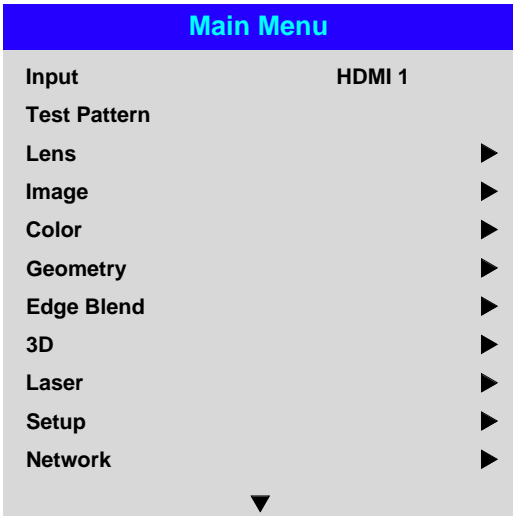 Main Menu
Input HDMI 1
Test Pattern
Lens
Image
Color
Geometry
Edge Blend
3D
Laser
Setup
Network